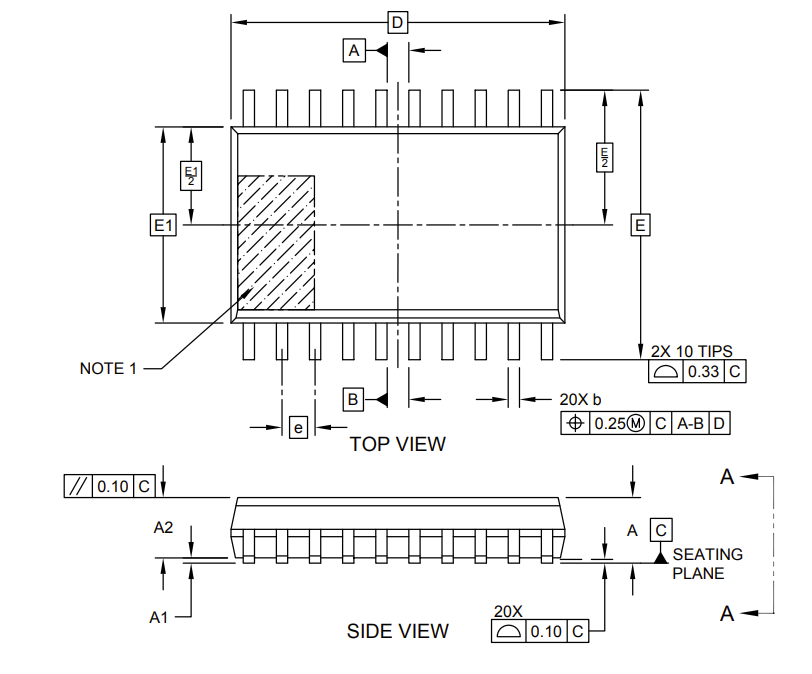 D
A
E1
2
E
2
E1
E
NOTE 1
2X 10 TIPS
0.33 C
B
20X b
e
0.25Ⓜ C A-B D
TOP VIEW
// 0.10 C
A
A2
A C
SEATING
PLANE
A1
20X
0.10 C
A
SIDE VIEW